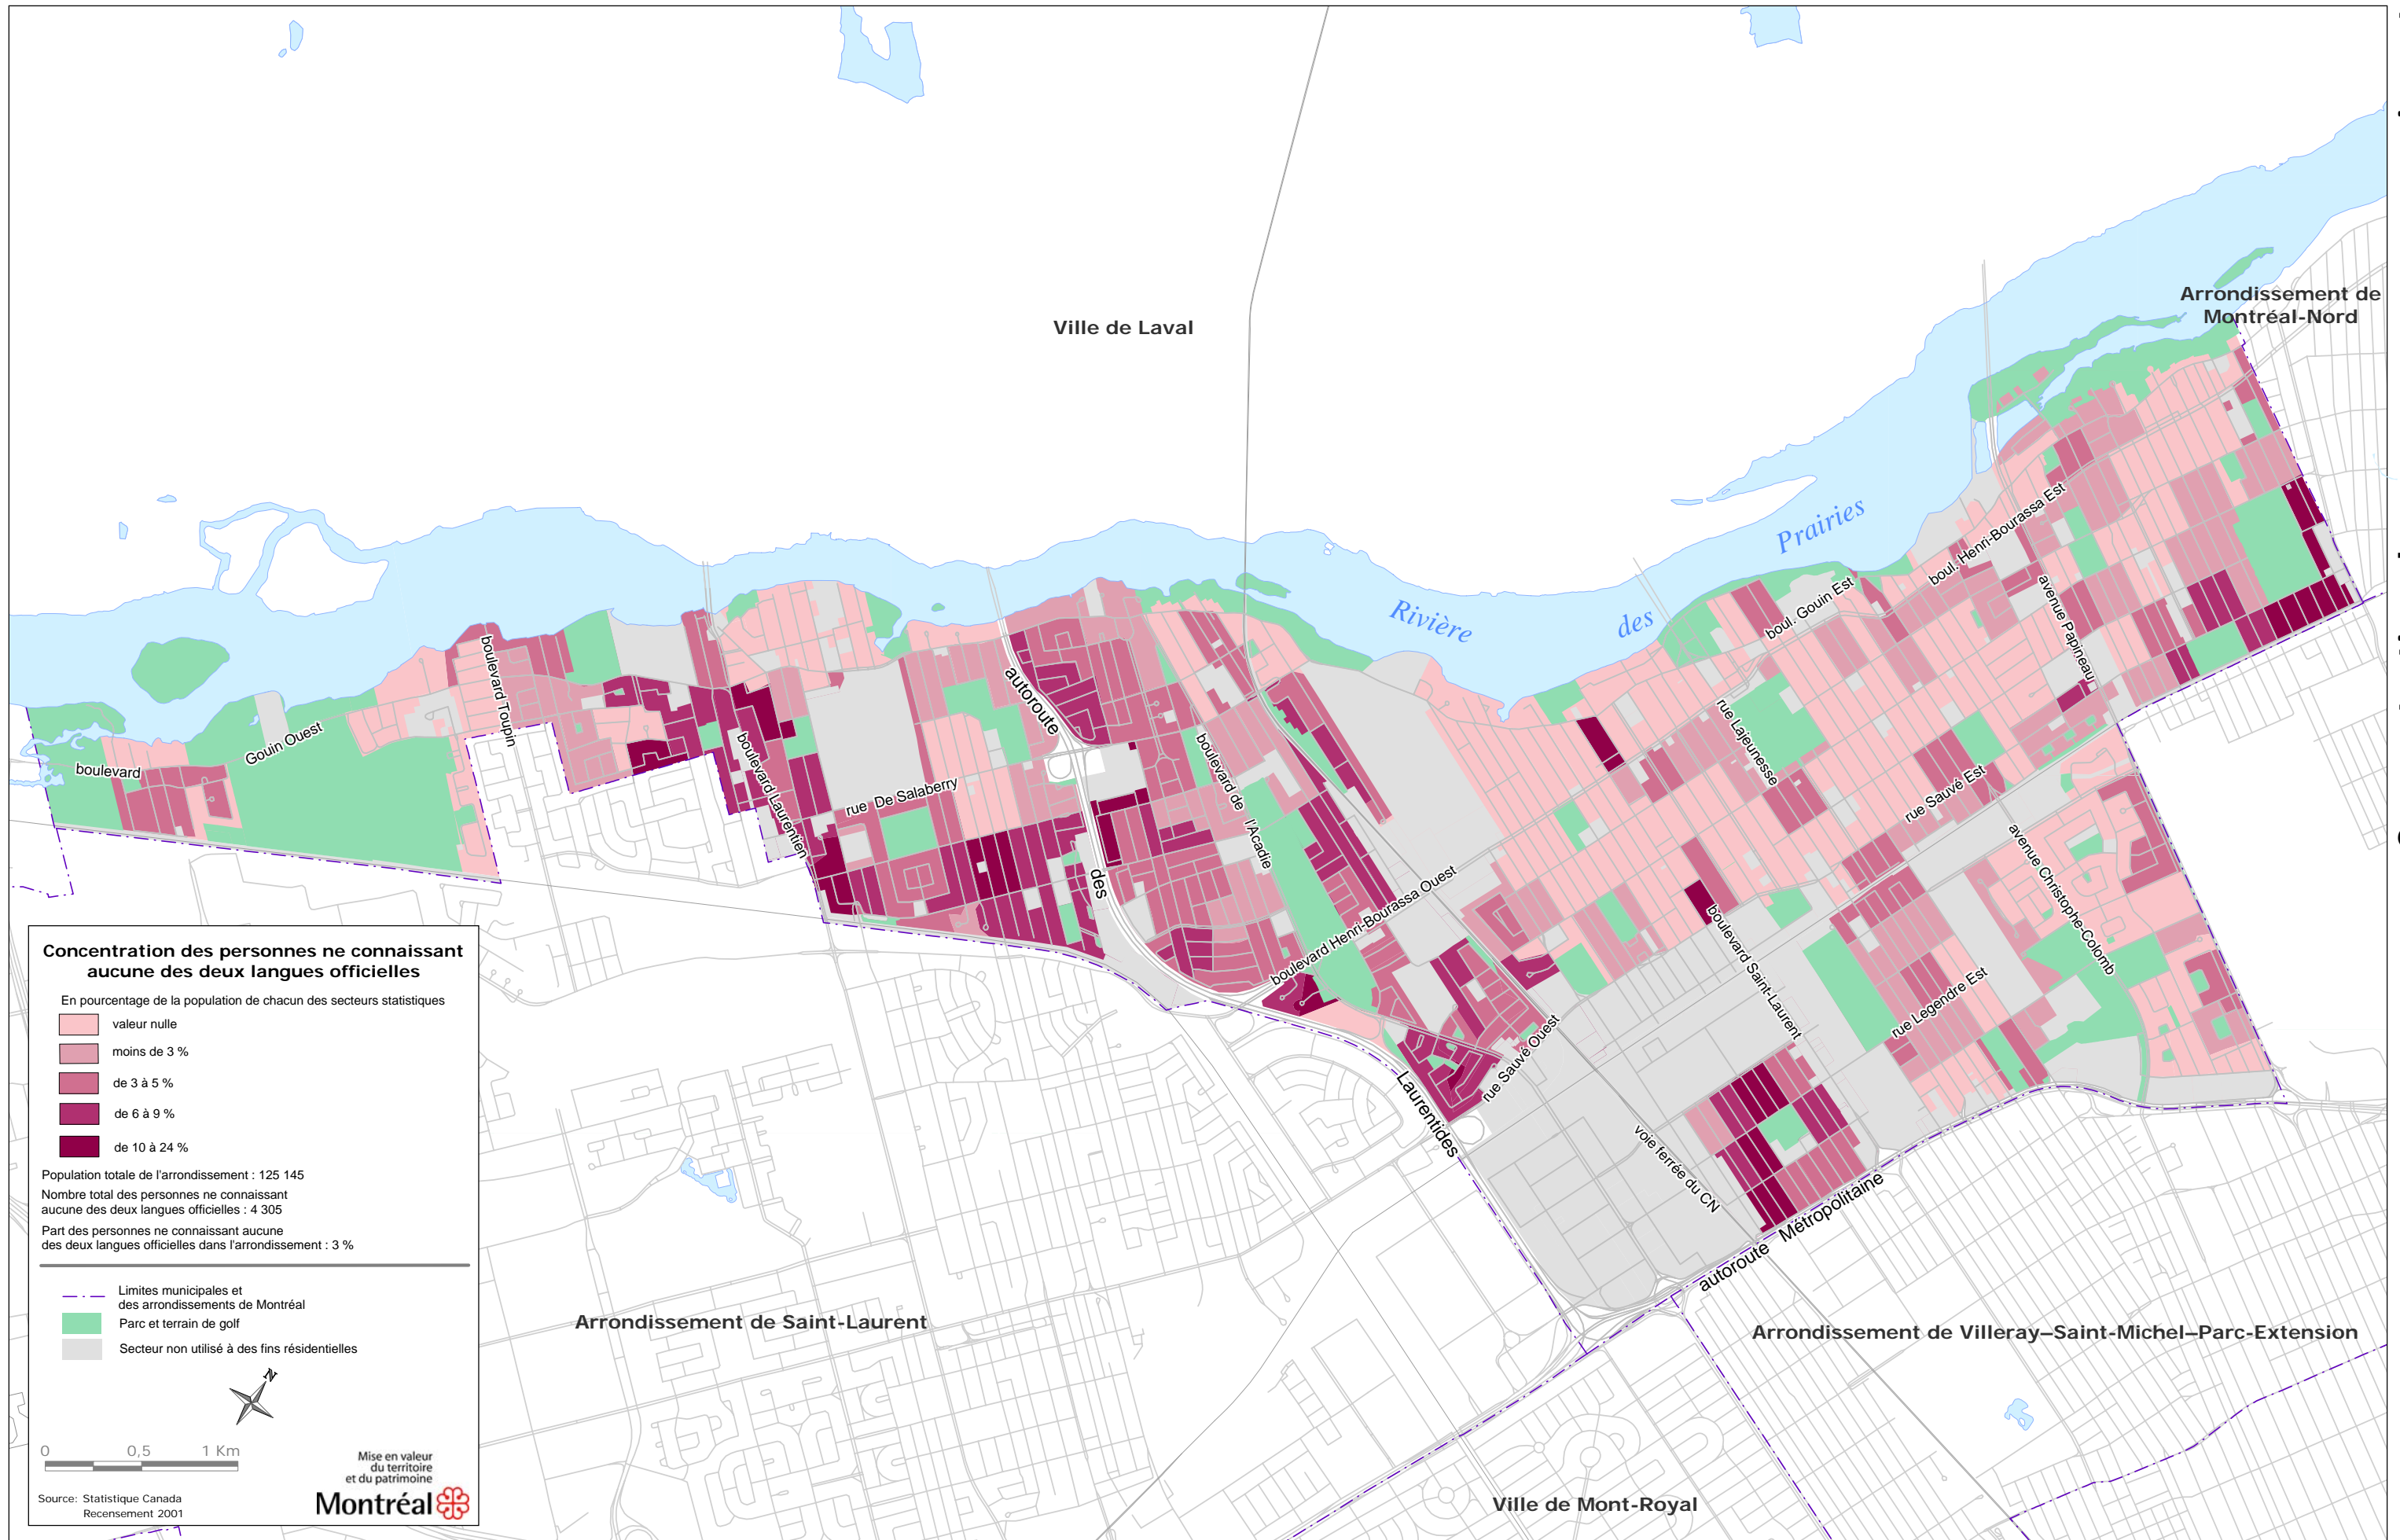 Ville de Laval
Arrondissement de
Montréal-Nord
Rivière
des
Prairies
boulevard
Gouin Ouest
boulevard Toupin
boulevard Laurentien
rue De Salaberry
autoroute
des
Laurentides
boulevard de
l'Acadie
boulevard Henri-Bourassa Ouest
rue Sauvé Ouest
boul. Gouin Est
boul. Henri-Bourassa Est
rue Lajeunesse
avenue Papineau
rue Sauvé Est
avenue Christophe-Colomb
boulevard Saint-Laurent
rue Legendre Est
voie ferrée du CN
autoroute Métropolitaine
Arrondissement de Saint-Laurent
Arrondissement de Villeray–Saint-Michel–Parc-Extension
Ville de Mont-Royal
Concentration des personnes ne connaissant
aucune des deux langues officielles
En pourcentage de la population de chacun des secteurs statistiques
valeur nulle
moins de 3 %
de 3 à 5 %
de 6 à 9 %
de 10 à 24 %
Population totale de l'arrondissement : 125 145
Nombre total des personnes ne connaissant
aucune des deux langues officielles : 4 305
Part des personnes ne connaissant aucune
des deux langues officielles dans l'arrondissement : 3 %
Limites municipales et
des arrondissements de Montréal
Parc et terrain de golf
Secteur non utilisé à des fins résidentielles
N
0 0,5 1 Km
Mise en valeur
du territoire
et du patrimoine
Montréal
Source: Statistique Canada
Recensement 2001